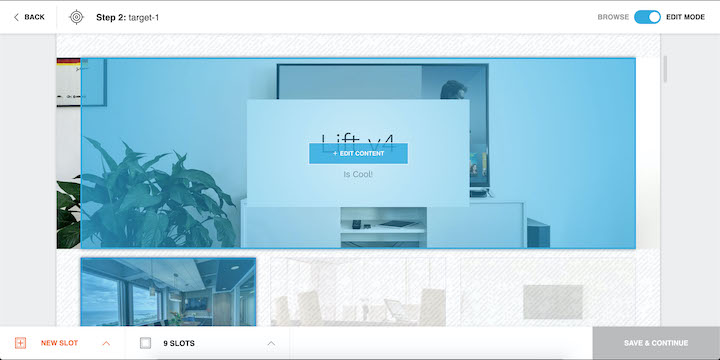 BACK
Step 2: target-1
BROWSE
EDIT MODE
Lift v4
+ EDIT CONTENT
Is Cool!
NEW SLOT
9 SLOTS
SAVE & CONTINUE